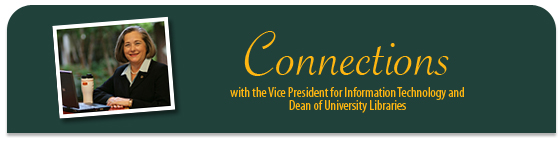 Connections
with the Vice President for Information Technology and
Dean of University Libraries